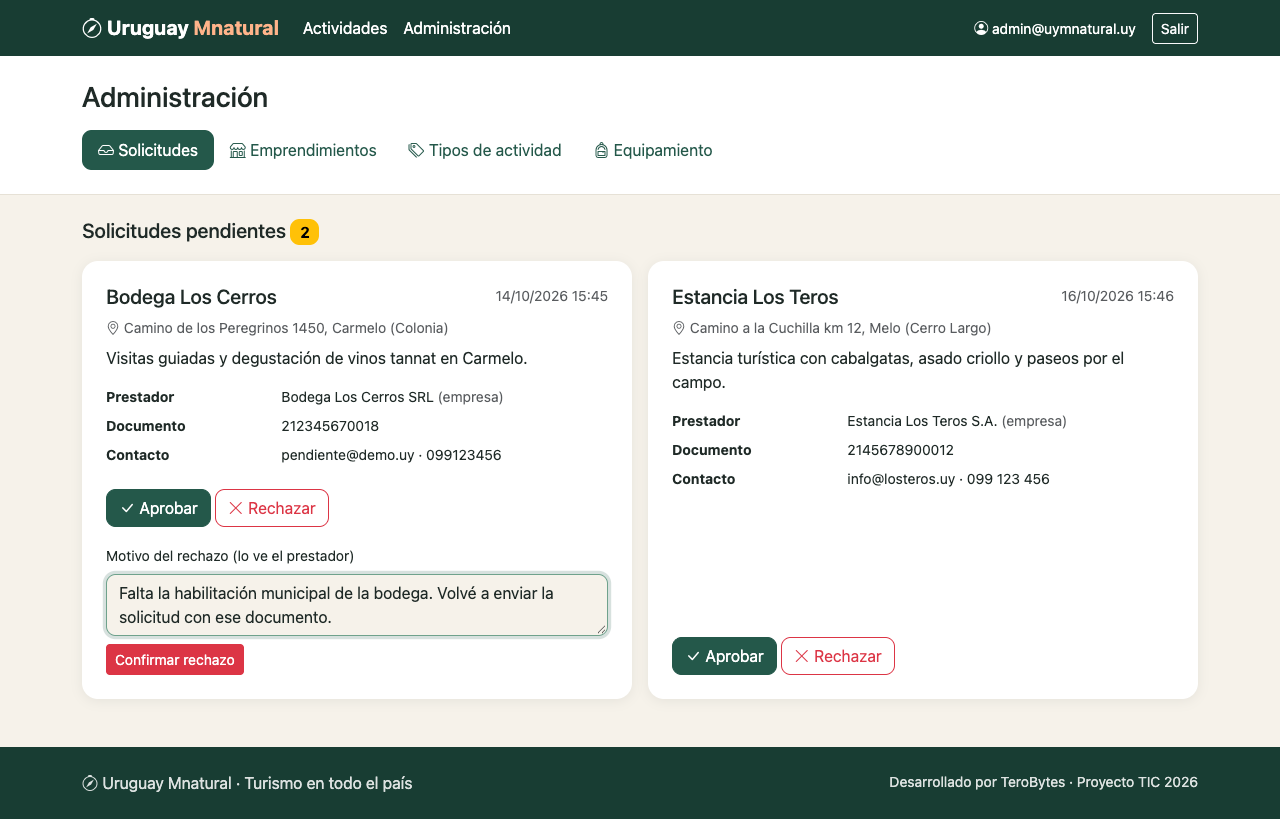 Uruguay Mnatural Actividades Administración admin@uymnatural.uy Salir
Administración
Solicitudes Emprendimientos Tipos de actividad Equipamiento
Solicitudes pendientes 2
Bodega Los Cerros 14/10/2026 15:45
Camino de los Peregrinos 1450, Carmelo (Colonia)
Visitas guiadas y degustación de vinos tannat en Carmelo.
Prestador Bodega Los Cerros SRL (empresa)
Documento 212345670018
Contacto pendiente@demo.uy · 099123456
Aprobar Rechazar
Motivo del rechazo (lo ve el prestador)
Falta la habilitación municipal de la bodega. Volvé a enviar la
solicitud con ese documento.
Confirmar rechazo
Estancia Los Teros 16/10/2026 15:46
Camino a la Cuchilla km 12, Melo (Cerro Largo)
Estancia turística con cabalgatas, asado criollo y paseos por el
campo.
Prestador Estancia Los Teros S.A. (empresa)
Documento 2145678900012
Contacto info@losteros.uy · 099 123 456
Aprobar Rechazar
Uruguay Mnatural · Turismo en todo el país Desarrollado por TeroBytes · Proyecto TIC 2026